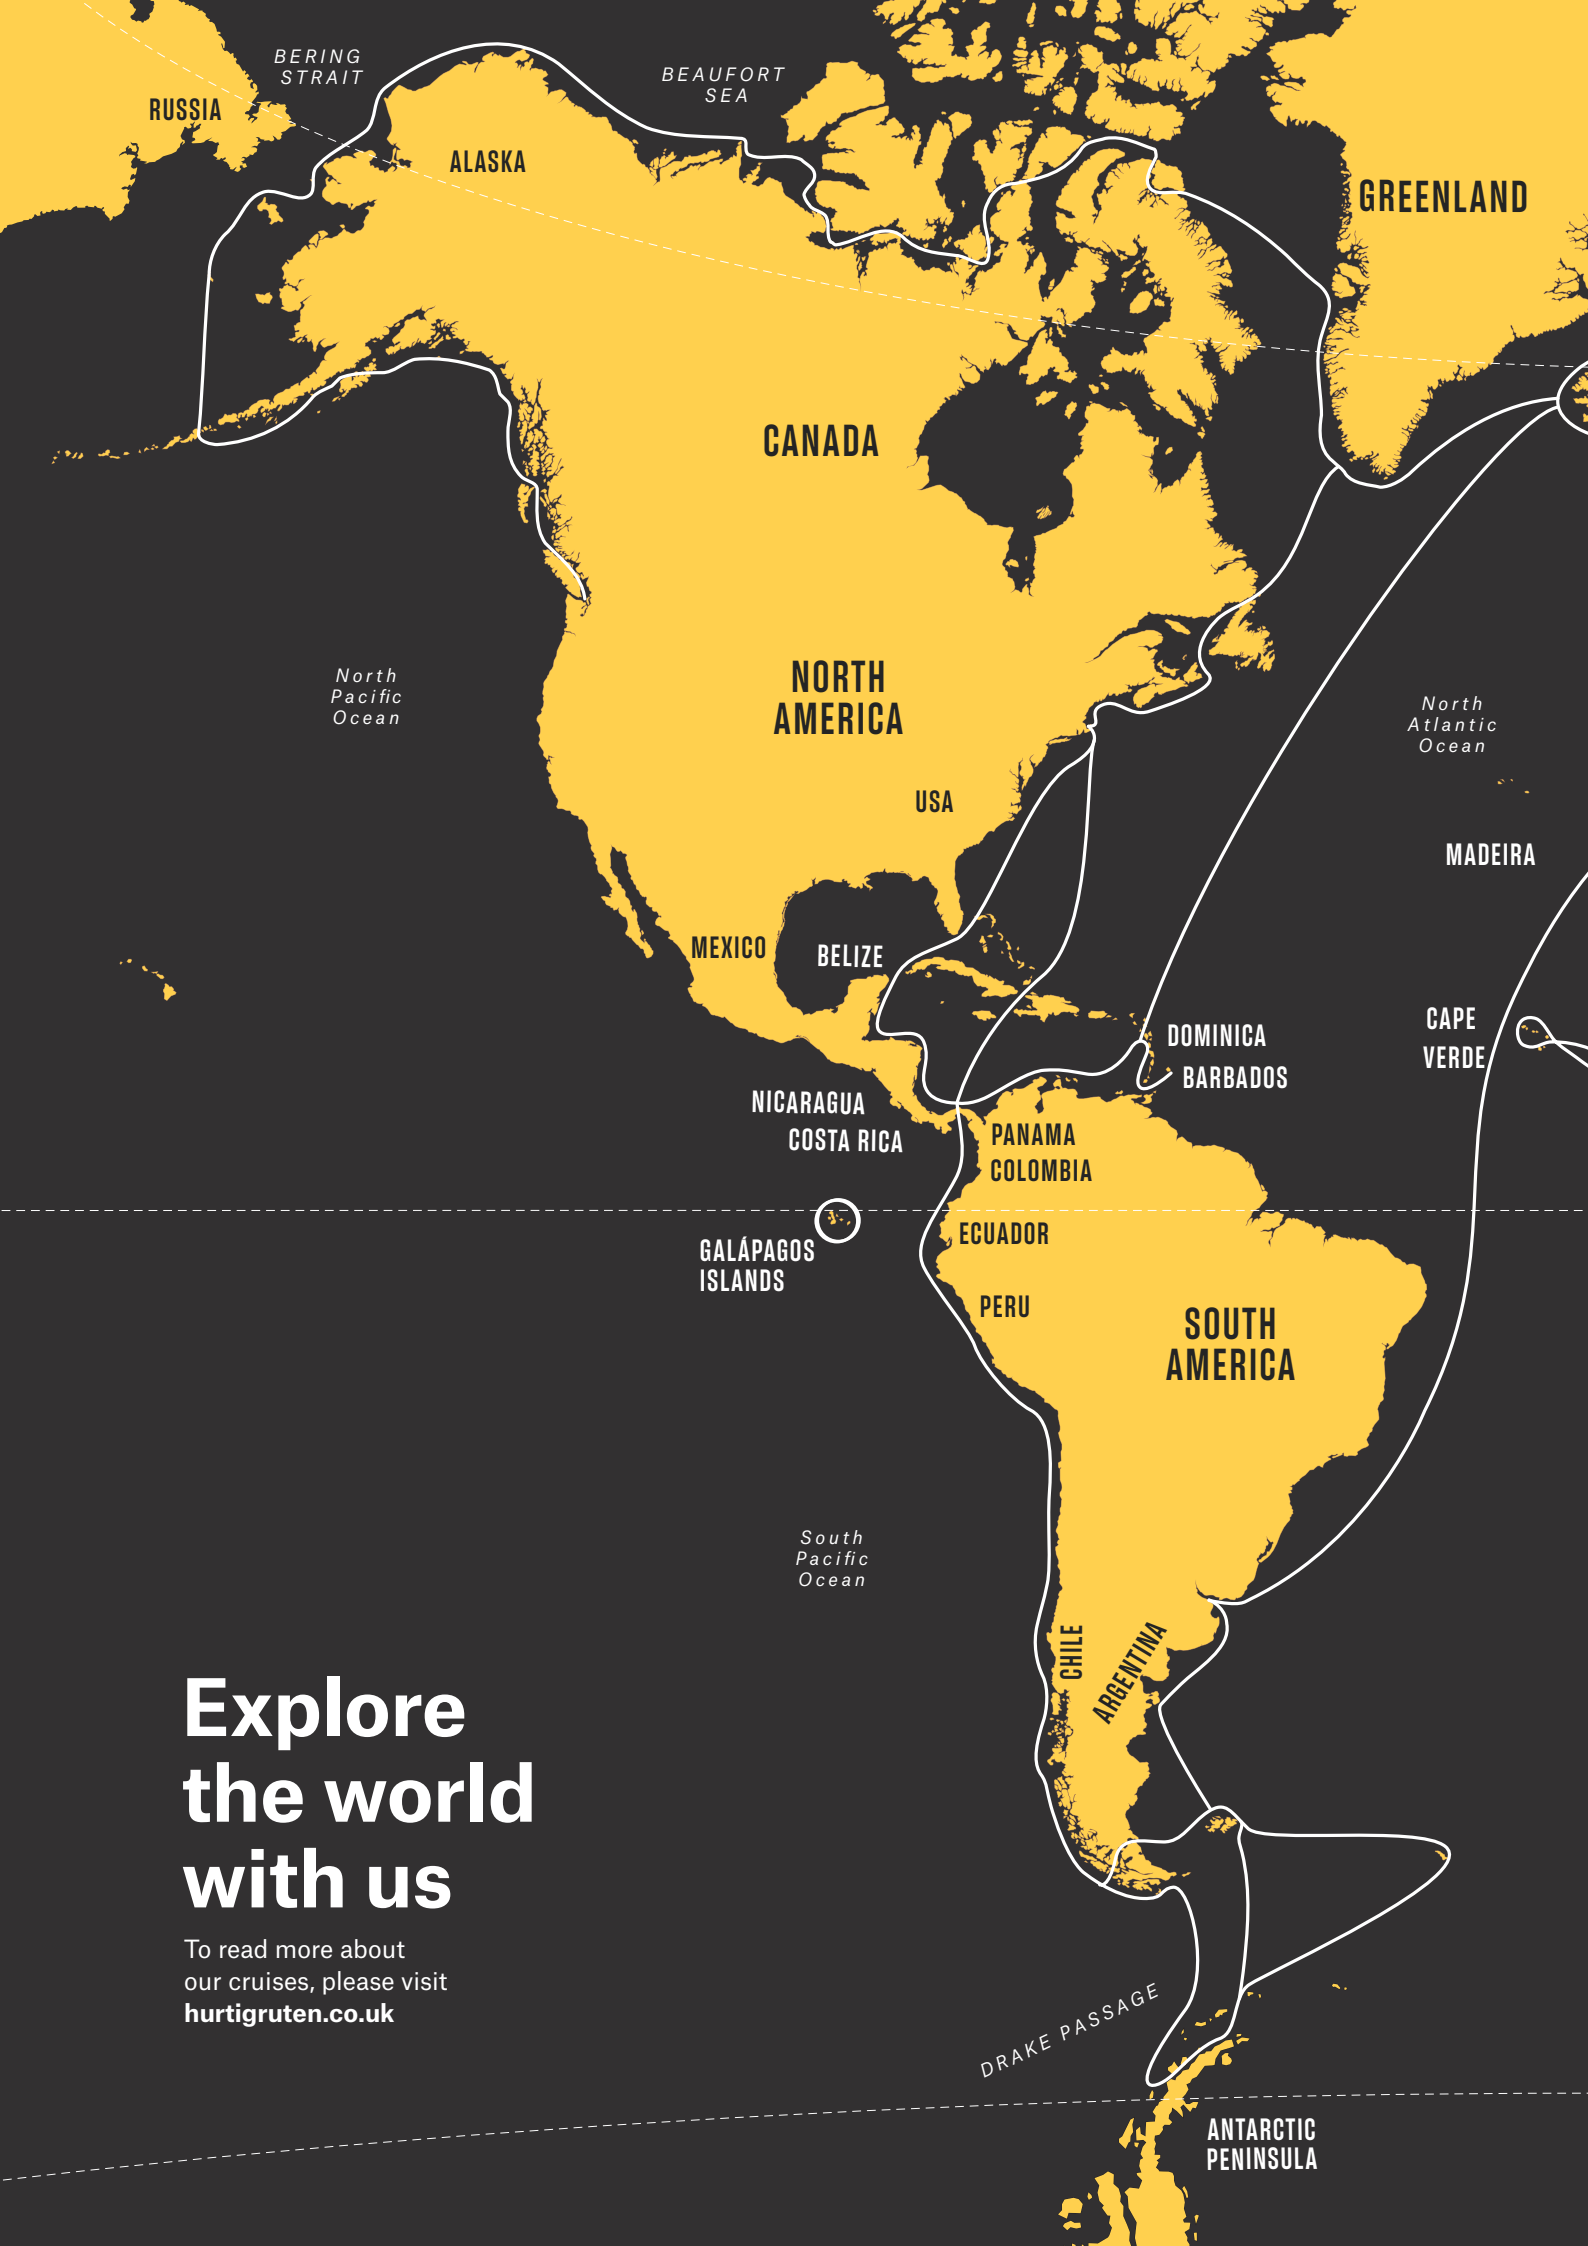 BERING
STRAIT
BEAUFORT
SEA
RUSSIA
ALASKA
GREENLAND
CANADA
NORTH
AMERICA
North
Pacific
Ocean
North
Atlantic
Ocean
USA
MADEIRA
MEXICO
BELIZE
CAPE
VERDE
DOMINICA
BARBADOS
NICARAGUA
COSTA RICA
PANAMA
COLOMBIA
GALÁPAGOS
ISLANDS
ECUADOR
PERU
SOUTH
AMERICA
South
Pacific
Ocean
CHILE
ARGENTINA
Explore
the world
with us
To read more about
our cruises, please visit
hurtigruten.co.uk
DRAKE PASSAGE
ANTARCTIC
PENINSULA